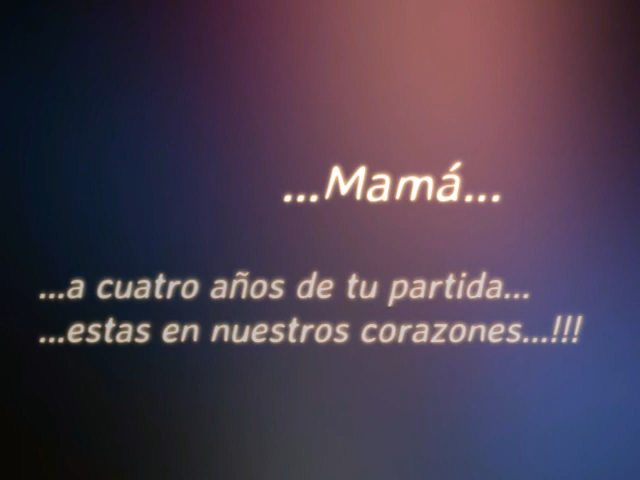 ...Mamá...
...a cuatro años de tu partida...
...estas en nuestros corazones...!!!